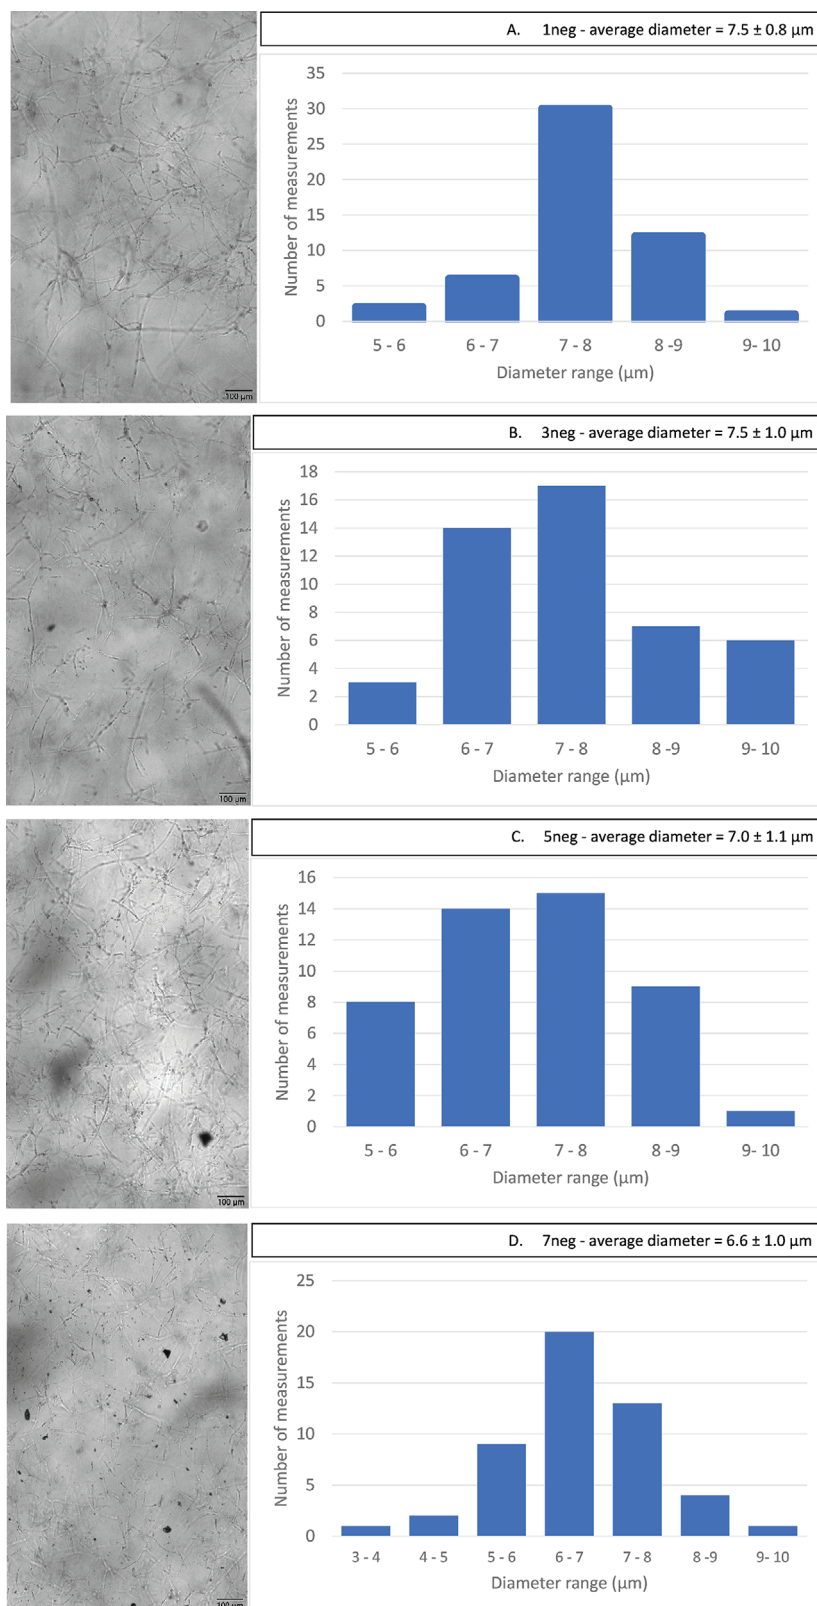 A. 1neg - average diameter = 7.5 ± 0.8 µm
35
30
25
20
15
10
5
0
Number of measurements
5 - 6 6 - 7 7 - 8 8 -9 9- 10
Diameter range (µm)
100 µm
B. 3neg - average diameter = 7.5 ± 1.0 µm
18
16
14
12
10
8
6
4
2
0
Number of measurements
5 - 6 6 - 7 7 - 8 8 -9 9- 10
Diameter range (µm)
100 µm
C. 5neg - average diameter = 7.0 ± 1.1 µm
16
14
12
10
8
6
4
2
0
Number of measurements
5 - 6 6 - 7 7 - 8 8 -9 9- 10
Diameter range (µm)
100 µm
D. 7neg - average diameter = 6.6 ± 1.0 µm
25
20
15
10
5
0
Number of measurements
3 - 4 4 - 5 5 - 6 6 - 7 7 - 8 8 -9 9- 10
Diameter range (µm)
100 µm